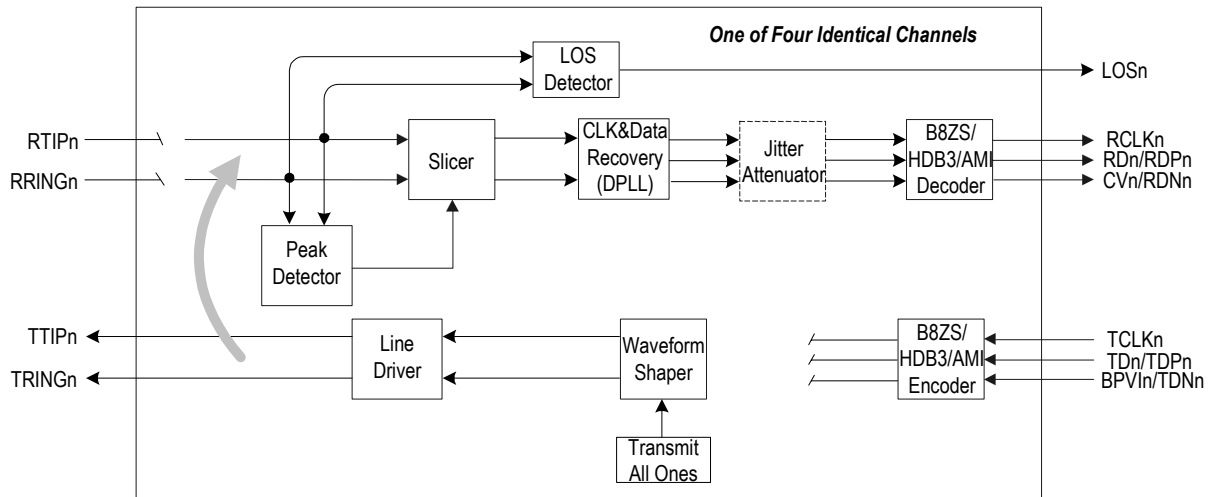 One of Four Identical Channels
LOS
Detector
LOSn
RTIPn
RRINGn
Slicer
CLK&Data
Recovery
(DPLL)
Jitter
Attenuator
B8ZS/
HDB3/AMI
Decoder
RCLKn
RDn/RDPn
CVn/RDNn
Peak
Detector
TTIPn
TRINGn
Line
Driver
Waveform
Shaper
B8ZS/
HDB3/AMI
Encoder
TCLKn
TDn/TDPn
BPVIn/TDNn
Transmit
All Ones